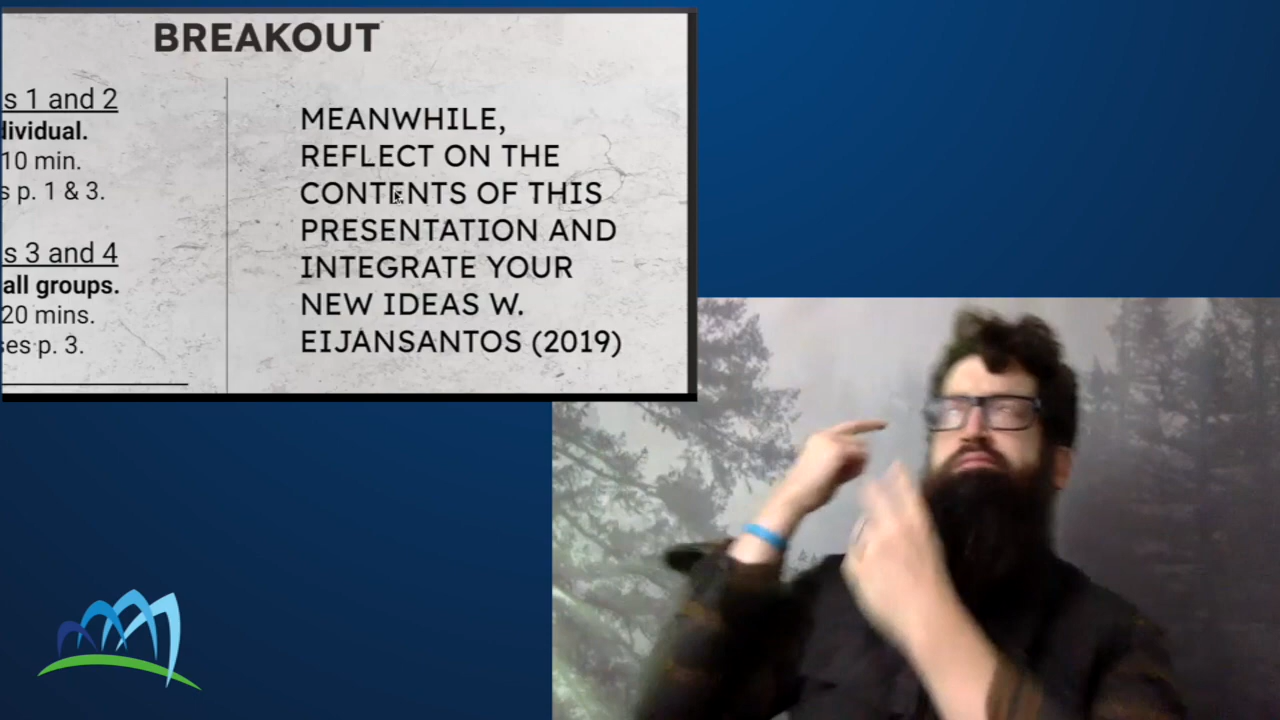 BREAKOUT
s 1 and 2
dividual.
10 min.
s p. 1 & 3.
s 3 and 4
all groups.
20 mins.
ses p. 3.
MEANWHILE,
REFLECT ON THE
CONTENTS OF THIS
PRESENTATION AND
INTEGRATE YOUR
NEW IDEAS W.
EIJANSANTOS (2019)